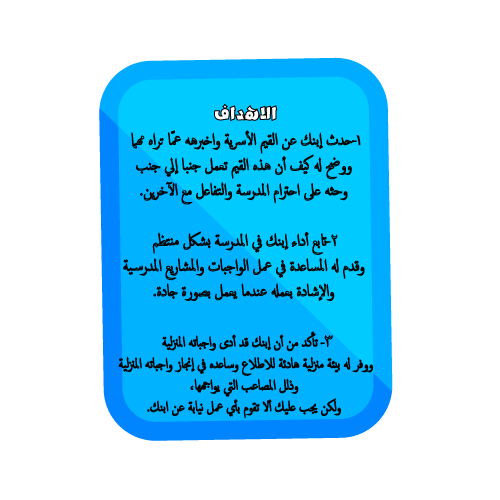 الاهداف
١-حدث إبنك عن القيم الأسرية واخبرهه عمّا تراه مهما
ووضح له كيف أن هذه القيم تعمل جنبا إلي جنب
وحثه على احترام المدرسة والتفاعل مع الآخرين.
٢-تابع أداء إبنك في المدرسة بشكل منتظم
وقدم له المساعدة في عمل الواجبات والمشاريع المدرسية
والإشادة بعمله عندما يعمل بصورة جادة.
٣- تأكد من أن إبنك قد أدى واجباته المنزلية
ووفر له بيئة منزلية هادئة للاطلاع وساعده في إنجاز واجباته المنزلية
وذلل المصاعب التي يواجهها،
ولكن يجب عليك ألا تقوم بأي عمل نيابة عن ابنك.